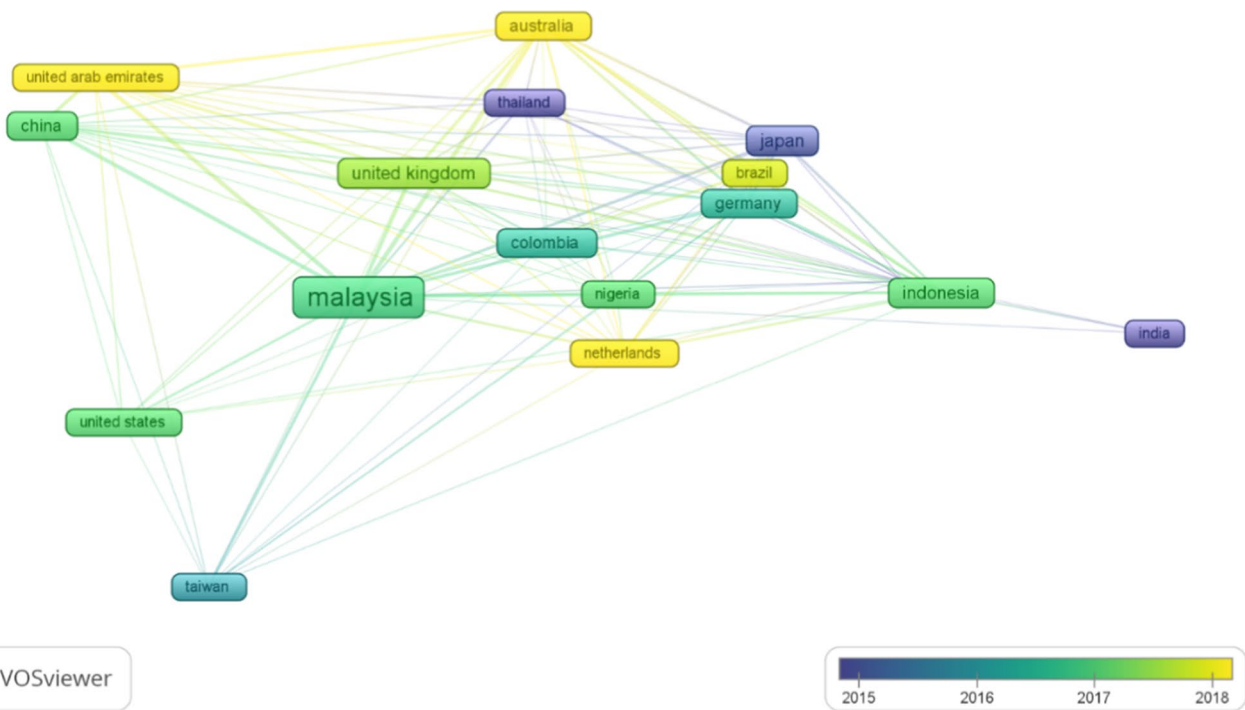 australia
united arab emirates
thailand
china
japan
united kingdom
brazil
germany
colombia
malaysia
nigeria
indonesia
india
netherlands
united states
taiwan
VOSviewer
2015 2016 2017 2018